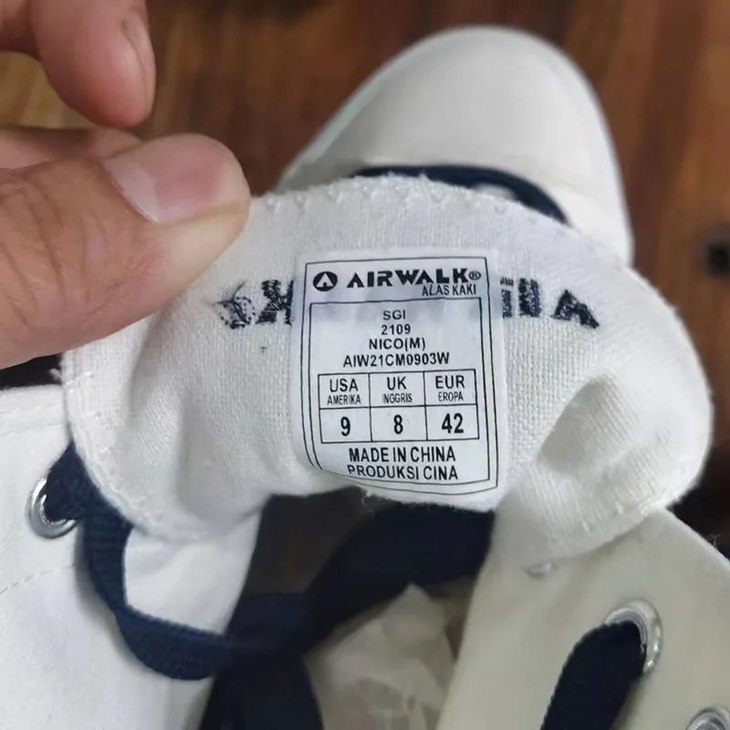 AIRWALK®
ALAS KAKI
SGI
2109
NICO(M)
AIW21CM0903W
USA UK EUR
AMERIKA INGGRIS EROPA
9 8 42
MADE IN CHINA
PRODUKSI CINA